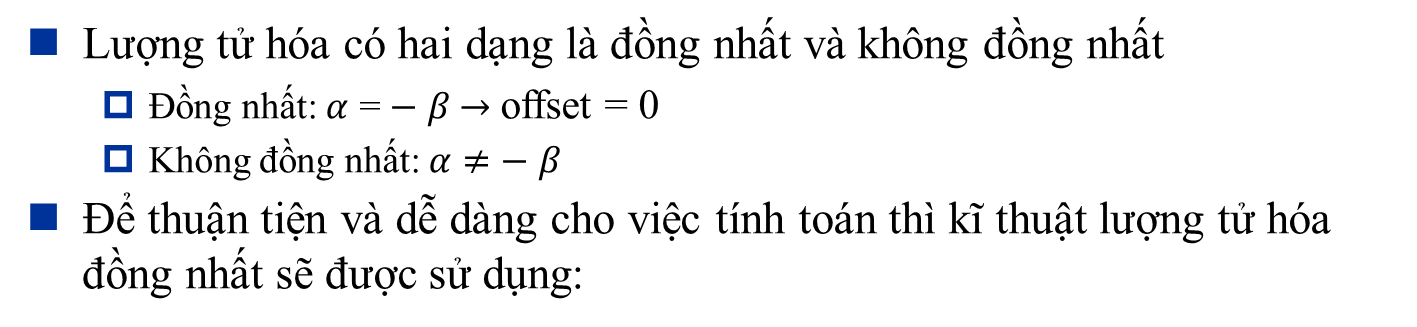 Lượng tử hóa có hai dạng là đồng nhất và không đồng nhất
Đồng nhất: α = − β → offset = 0
Không đồng nhất: α ≠ − β
Để thuận tiện và dễ dàng cho việc tính toán thì kĩ thuật lượng tử hóa
đồng nhất sẽ được sử dụng: